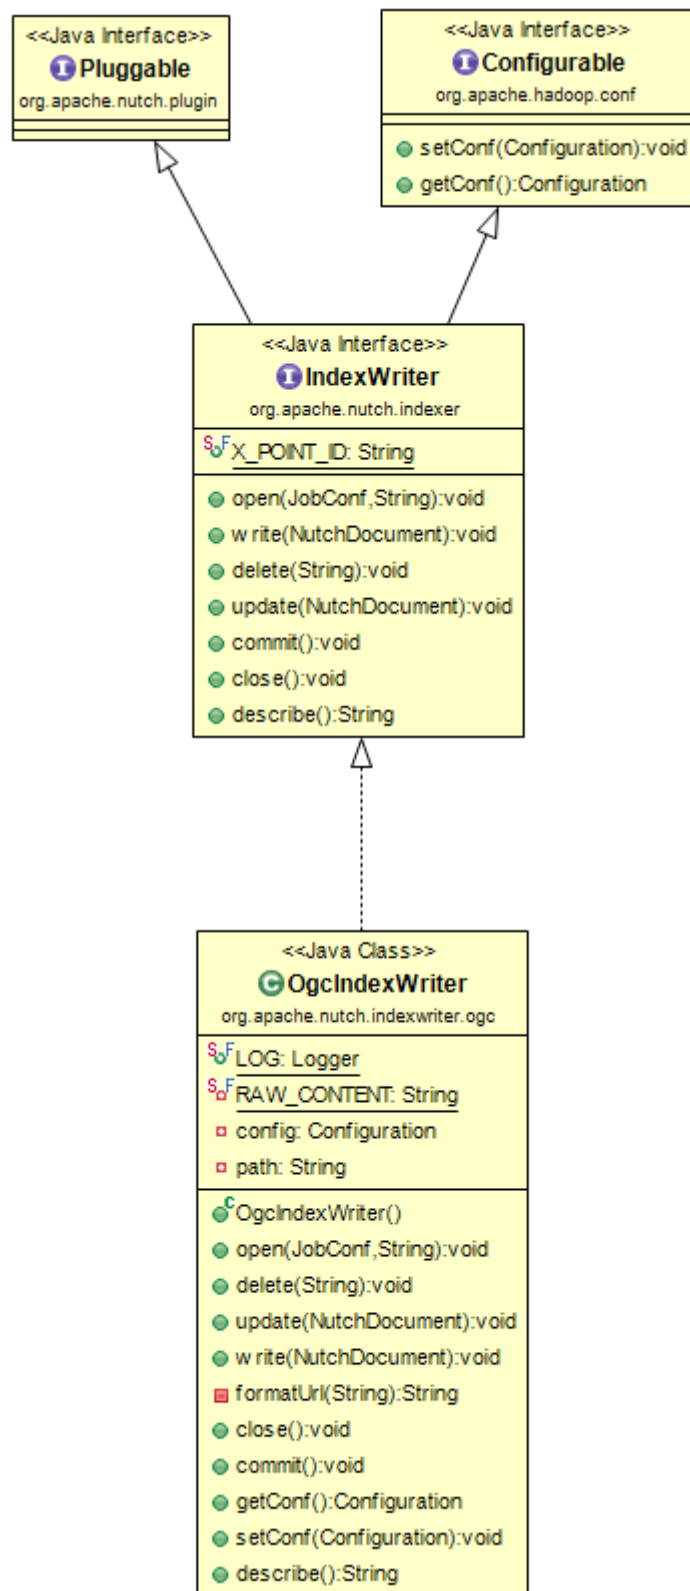 <<Java Interface>>
I Pluggable
org.apache.nutch.plugin
<<Java Interface>>
I Configurable
org.apache.hadoop.conf
setConf(Configuration):void
getConf():Configuration
<<Java Interface>>
I IndexWriter
org.apache.nutch.indexer
S F X_POINT_ID: String
open(JobConf,String):void
write(NutchDocument):void
delete(String):void
update(NutchDocument):void
commit():void
close():void
describe():String
<<Java Class>>
C OgcIndexWriter
org.apache.nutch.indexwriter.ogc
S F LOG: Logger
S F RAW_CONTENT: String
config: Configuration
path: String
C OgcIndexWriter()
open(JobConf,String):void
delete(String):void
update(NutchDocument):void
write(NutchDocument):void
formatUrl(String):String
close():void
commit():void
getConf():Configuration
setConf(Configuration):void
describe():String